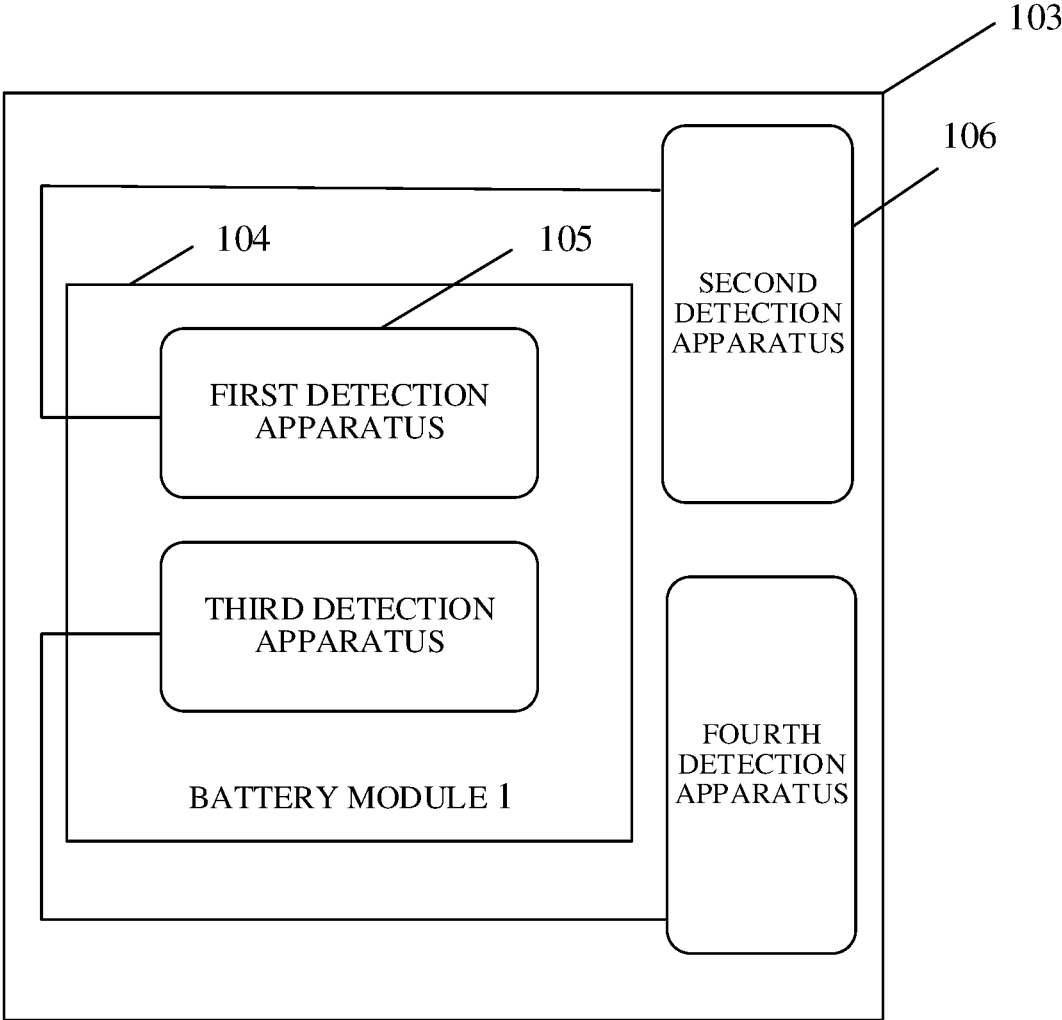 103
106
104
105
SECOND
DETECTION
APPARATUS
FIRST DETECTION
APPARATUS
THIRD DETECTION
APPARATUS
FOURTH
DETECTION
APPARATUS
BATTERY MODULE 1